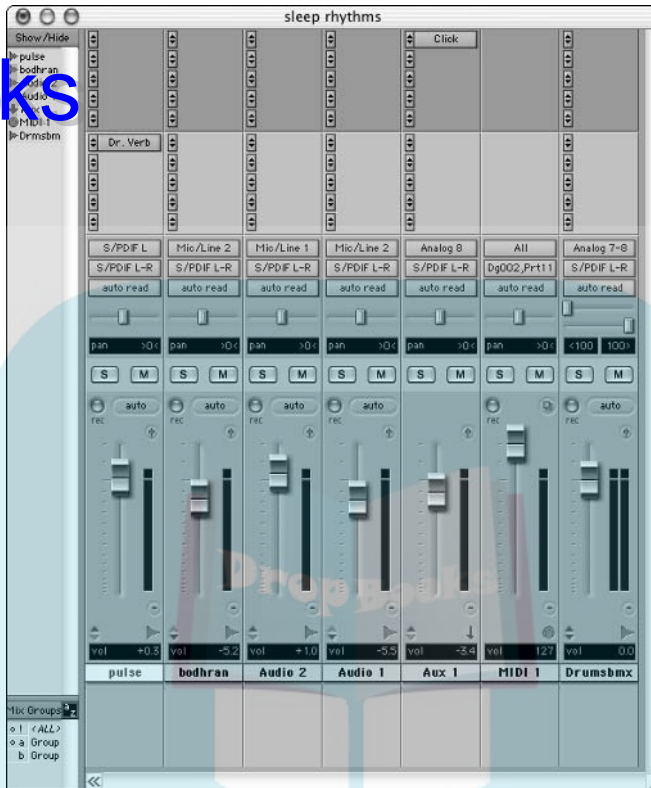 sleep rhythms
Show/Hide
Click
pulse
bodhran
Audio
ks
MIDI 1
Drmsbm
Dr. Verb
S/PDIF L Mic/Line 2 Mic/Line 1 Mic/Line 2 Analog 8 All Analog 7-8
S/PDIF L-R S/PDIF L-R S/PDIF L-R S/PDIF L-R S/PDIF L-R Dg002,Prt11 S/PDIF L-R
auto read auto read auto read auto read auto read auto read auto read
pan >0< pan >0< pan >0< pan >0< pan >0< pan >0< <100 100>
S M S M S M S M S M S M S M
auto auto auto auto auto auto
rec rec rec rec rec rec
DropBooks
vol +0.3 vol -5.2 vol +1.0 vol -5.5 vol -3.4 vol 127 vol 0.0
pulse bodhran Audio 2 Audio 1 Aux 1 MIDI 1 Drumsbmx
Mix Groups
! <ALL>
a Group
b Group